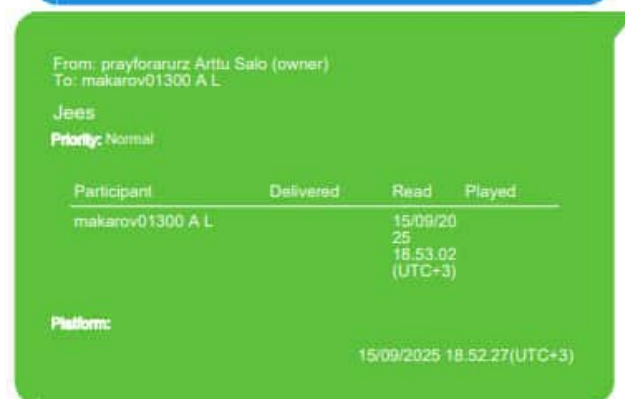 From: prayforarurz Arttu Salo (owner)
To: makarov01300 A L
Jees
Priority: Normal
Participant Delivered Read Played
makarov01300 A L 15/09/20
25
18.53.02
(UTC+3)
Platform:
15/09/2025 18.52.27(UTC+3)